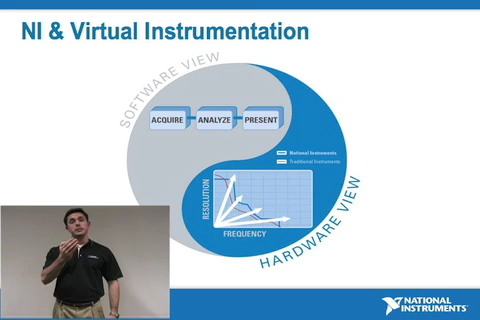 NI & Virtual Instrumentation
SOFTWARE VIEW
ACQUIRE
ANALYZE
PRESENT
National Instruments
Traditional Instruments
RESOLUTION
FREQUENCY
HARDWARE VIEW
NATIONAL
INSTRUMENTS